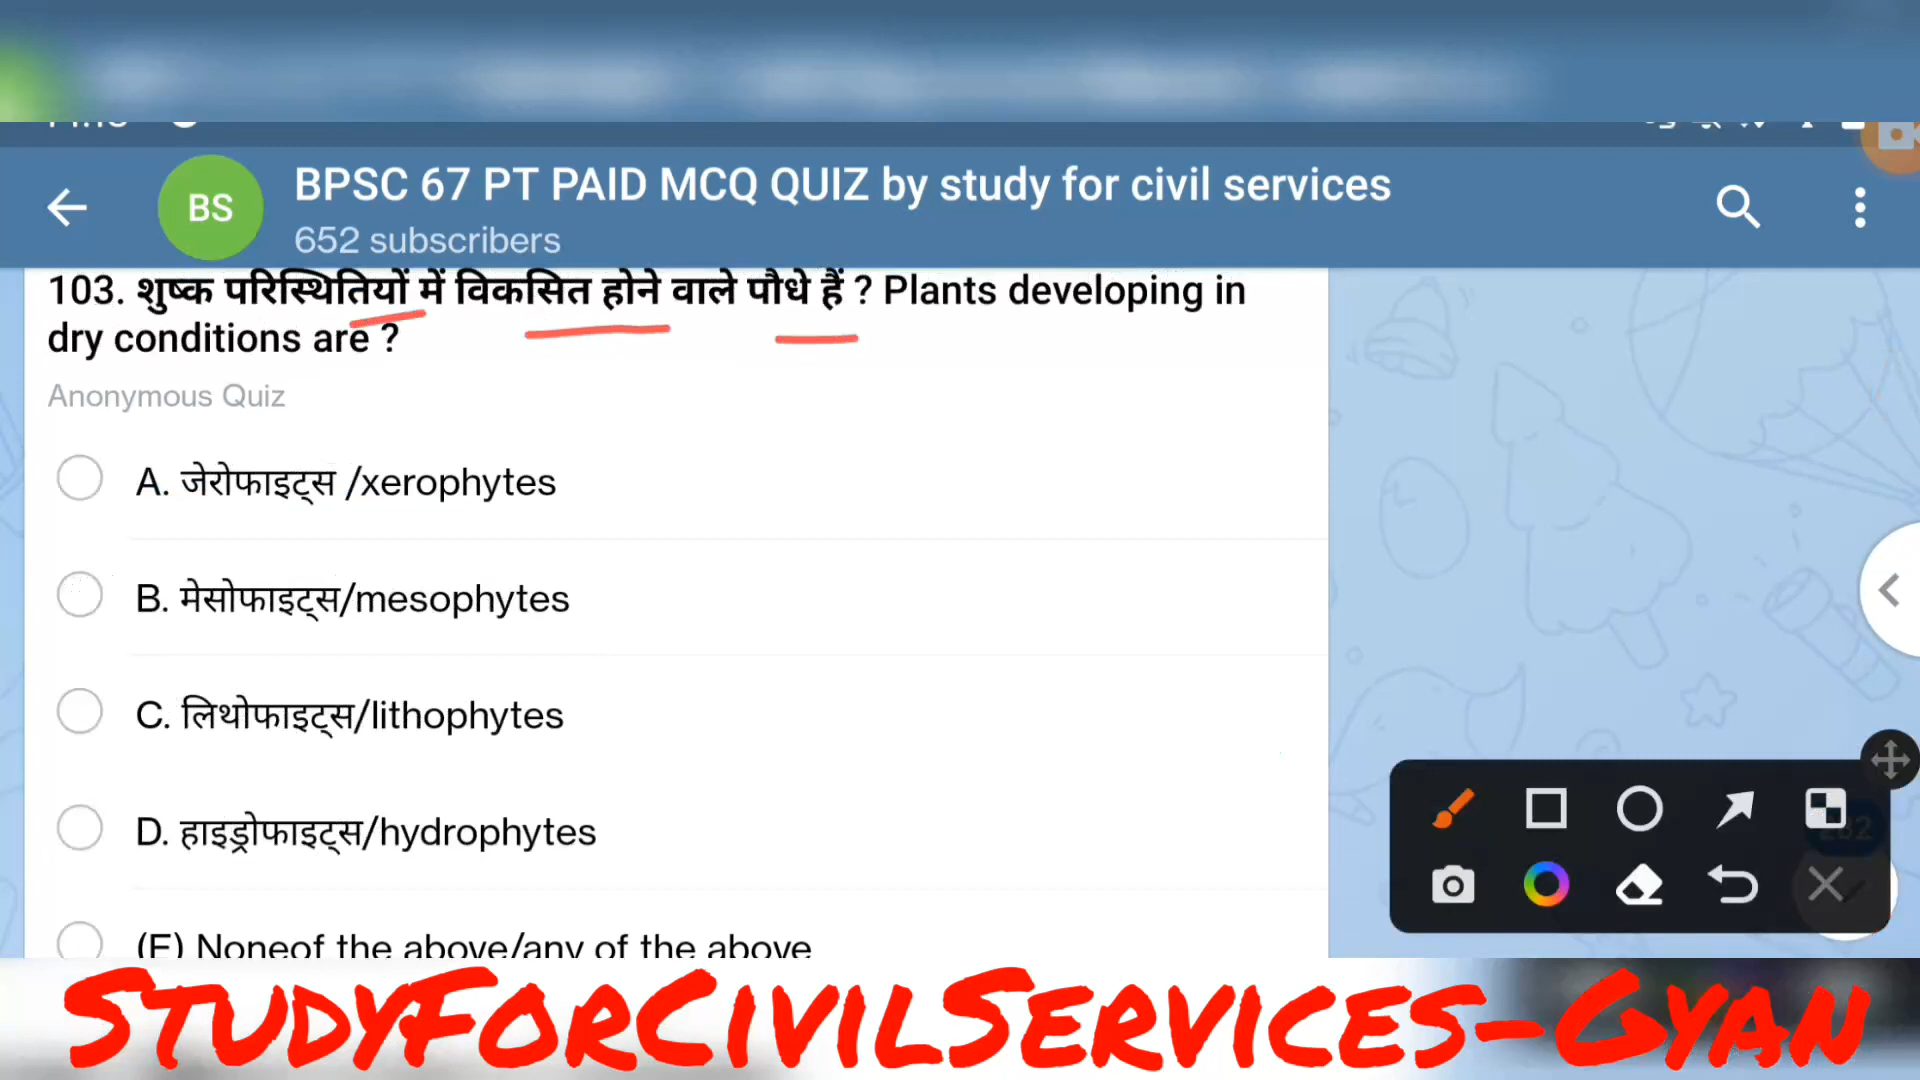 BS
BPSC 67 PT PAID MCQ QUIZ by study for civil services
652 subscribers
103. शुष्क परिस्थितियों में विकसित होने वाले पौधे हैं ? Plants developing in
dry conditions are ?
Anonymous Quiz
A. जेरोफाइट्स /xerophytes
B. मेसोफाइट्स/mesophytes
C. लिथोफाइट्स/lithophytes
D. हाइड्रोफाइट्स/hydrophytes
(E) Noneof the above/any of the above
StudyForCivilServices-Gyan